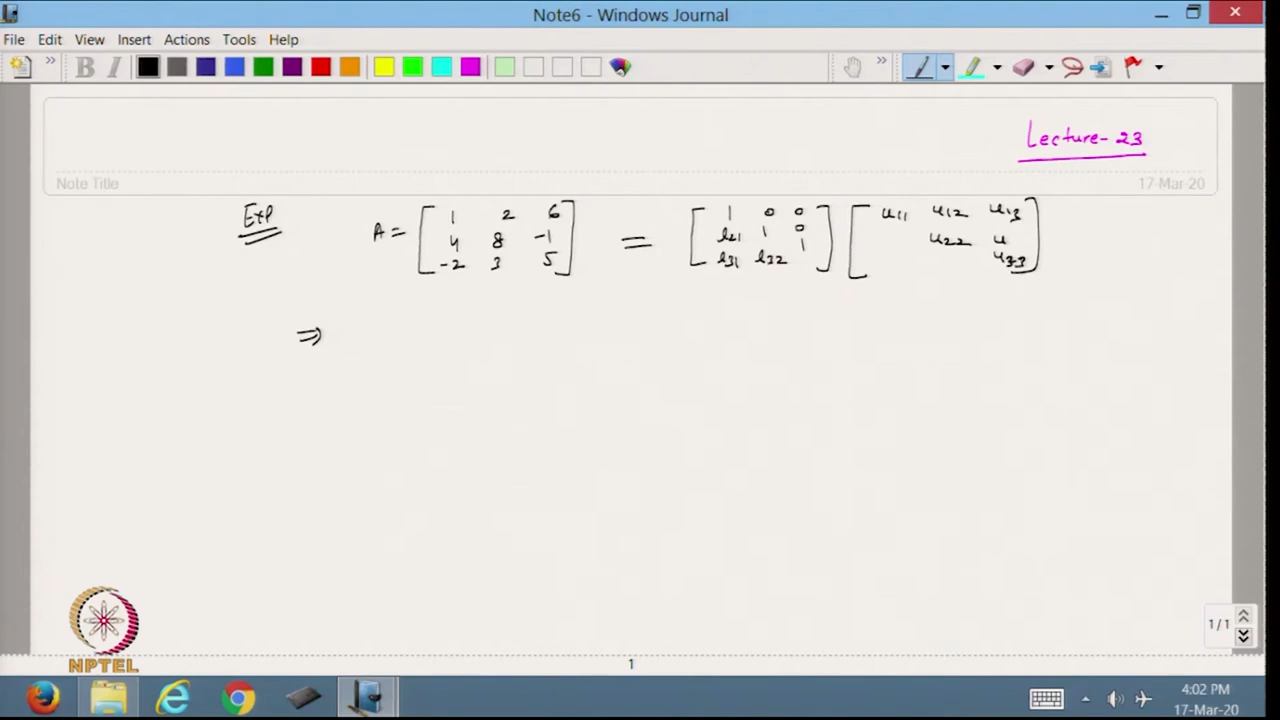 Note6 - Windows Journal
File Edit View Insert Actions Tools Help
B I
Lecture-23
Note Title
17-Mar-20
Exp
A = [ 1 2 6 = [ 1 0 0 ] [ u11 u12 u13 ]
4 8 -1 l21 1 0 u22 u
-2 3 5 ] l31 l32 1 u33
⇒
1/1
NPTEL
1
4:02 PM
17-Mar-20